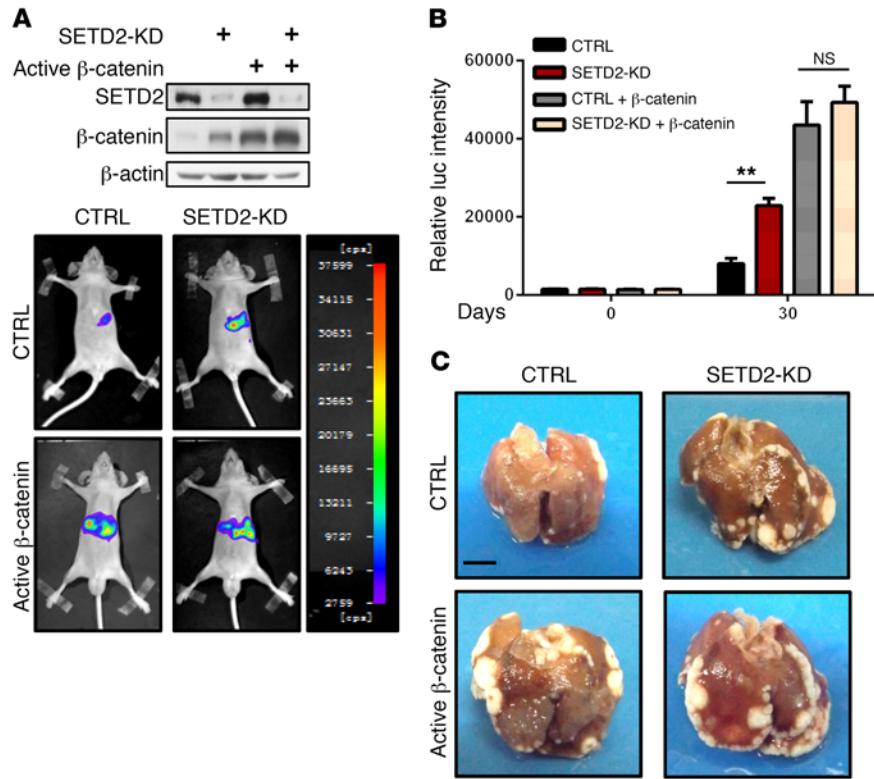 A
SETD2-KD + +
Active β-catenin + +
SETD2
β-catenin
β-actin
CTRL SETD2-KD
CTRL
Active β-catenin
[cps]
37599
34115
30631
27147
23663
20179
16695
13211
9727
6243
2759
[cps]
B
CTRL
SETD2-KD
CTRL + β-catenin
SETD2-KD + β-catenin
NS
**
Relative luc intensity
60000
40000
20000
0
Days 0 30
C
CTRL SETD2-KD
CTRL
Active β-catenin